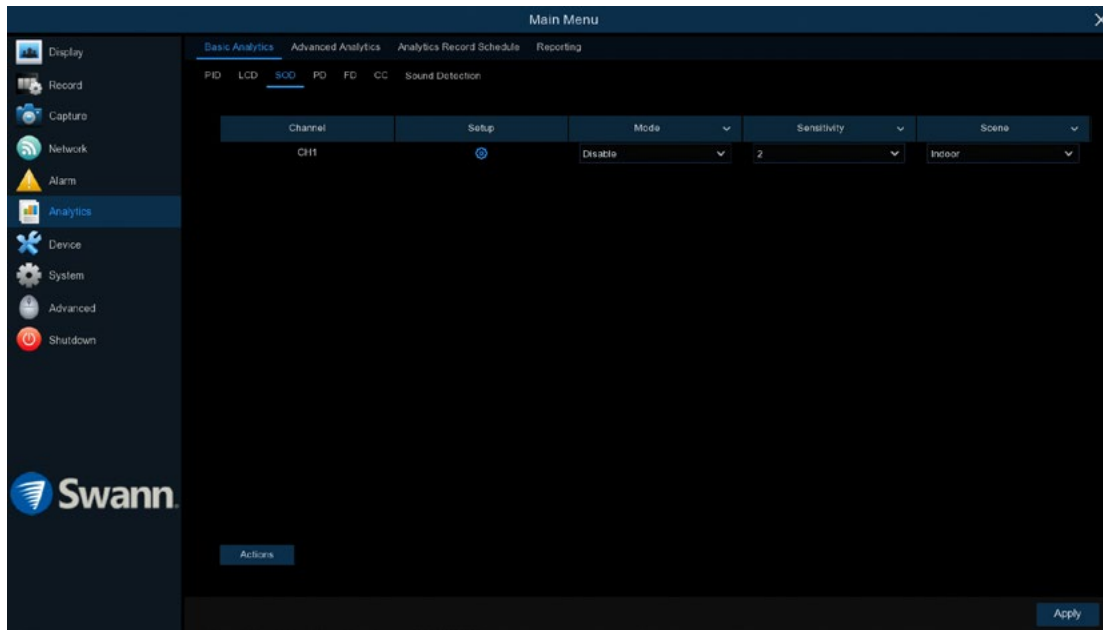 Main Menu
Display
Record
Capture
Network
Alarm
Analytics
Device
System
Advanced
Shutdown
Swann.
Basic Analytics Advanced Analytics Analytics Record Schedule Reporting
PID LCD SOD PD FD CC Sound Detection
Channel Setup Mode Sensitivity Scene
CH1 Disable 2 Indoor
Actions
Apply